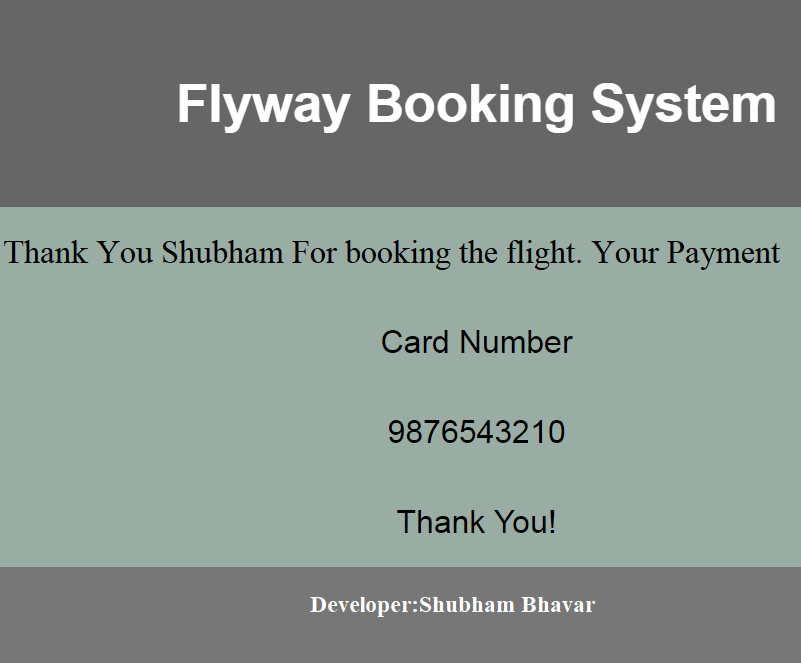 Flyway Booking System
Thank You Shubham For booking the flight. Your Payment
Card Number
9876543210
Thank You!
Developer:Shubham Bhavar